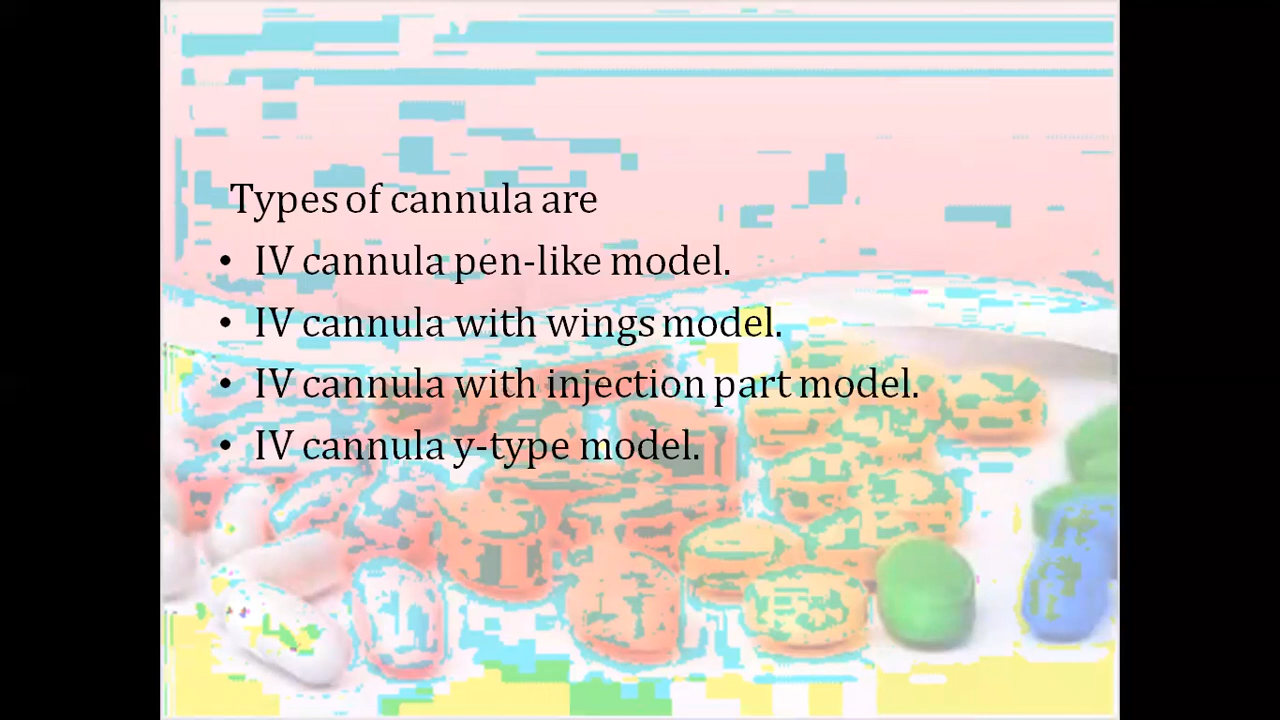 Types of cannula are
• IV cannula pen-like model.
• IV cannula with wings model.
• IV cannula with injection part model.
• IV cannula y-type model.